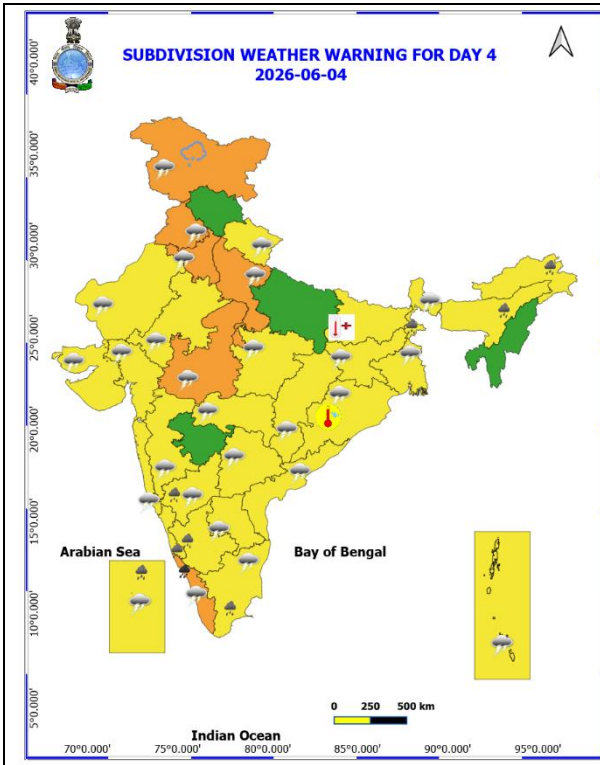 SUBDIVISION WEATHER WARNING FOR DAY 4
2026-06-04
40°0.000'
35°0.000'
30°0.000'
25°0.000'
20°0.000'
15°0.000'
10°0.000'
5°0.000'
Arabian Sea
Bay of Bengal
0 250 500 km
Indian Ocean
70°0.000' 75°0.000' 80°0.000' 85°0.000' 90°0.000' 95°0.000'